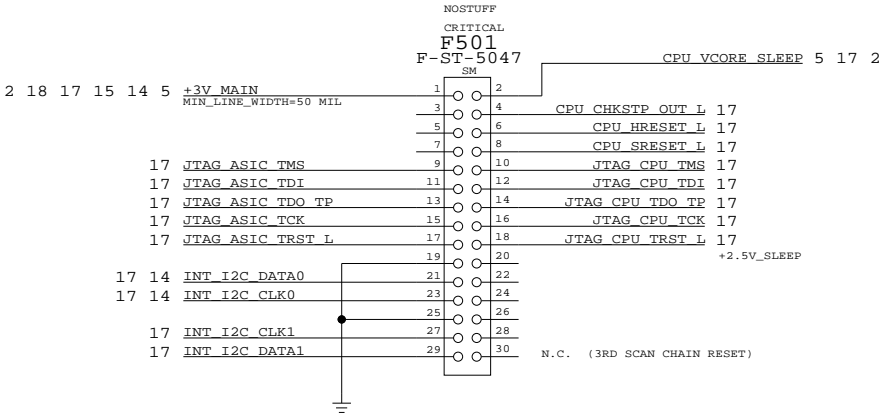 NOSTUFF
CRITICAL
F501
F-ST-5047
SM
CPU_VCORE_SLEEP 5 17 2
2 18 17 15 14 5 +3V_MAIN 1 2
MIN_LINE_WIDTH=50 MIL
3 4 CPU_CHKSTP_OUT_L 17
5 6 CPU_HRESET_L 17
7 8 CPU_SRESET_L 17
17 JTAG_ASIC_TMS 9 10 JTAG_CPU_TMS 17
17 JTAG_ASIC_TDI 11 12 JTAG_CPU_TDI 17
17 JTAG_ASIC_TDO_TP 13 14 JTAG_CPU_TDO_TP 17
17 JTAG_ASIC_TCK 15 16 JTAG_CPU_TCK 17
17 JTAG_ASIC_TRST_L 17 18 JTAG_CPU_TRST_L 17
19 20 +2.5V_SLEEP
17 14 INT_I2C_DATA0 21 22
17 14 INT_I2C_CLK0 23 24
25 26
17 INT_I2C_CLK1 27 28
17 INT_I2C_DATA1 29 30 N.C. (3RD SCAN CHAIN RESET)